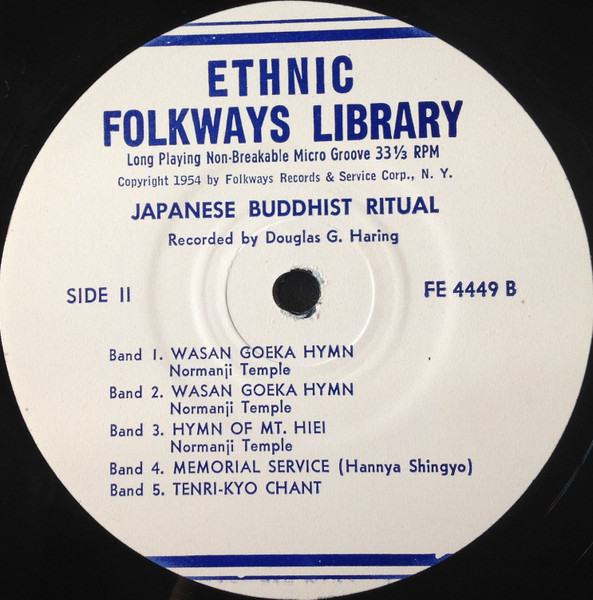 ETHNIC
FOLKWAYS LIBRARY
Long Playing Non-Breakable Micro Groove 33⅓ RPM
Copyright 1954 by Folkways Records & Service Corp., N. Y.
JAPANESE BUDDHIST RITUAL
Recorded by Douglas G. Haring
SIDE II
FE 4449 B
Band 1. WASAN GOEKA HYMN
Normanji Temple
Band 2. WASAN GOEKA HYMN
Normanji Temple
Band 3. HYMN OF MT. HIEI
Normanji Temple
Band 4. MEMORIAL SERVICE (Hannya Shingyo)
Band 5. TENRI-KYO CHANT